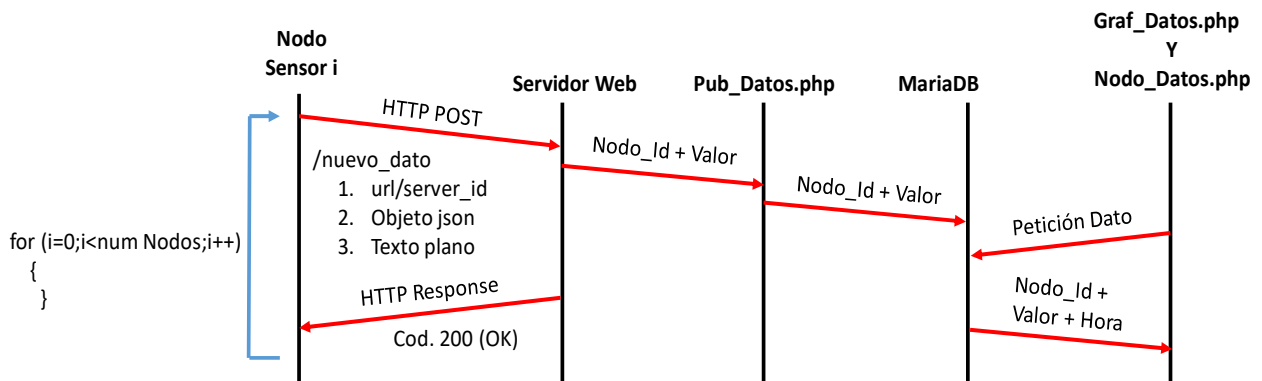 Graf_Datos.php
Y
Nodo_Datos.php
Nodo
Sensor i
Servidor Web
Pub_Datos.php
MariaDB
HTTP POST
Nodo_Id + Valor
Nodo_Id + Valor
/nuevo_dato
1. url/server_id
2. Objeto json
3. Texto plano
Petición Dato
for (i=0;i<num Nodos;i++)
{
}
HTTP Response
Cod. 200 (OK)
Nodo_Id +
Valor + Hora